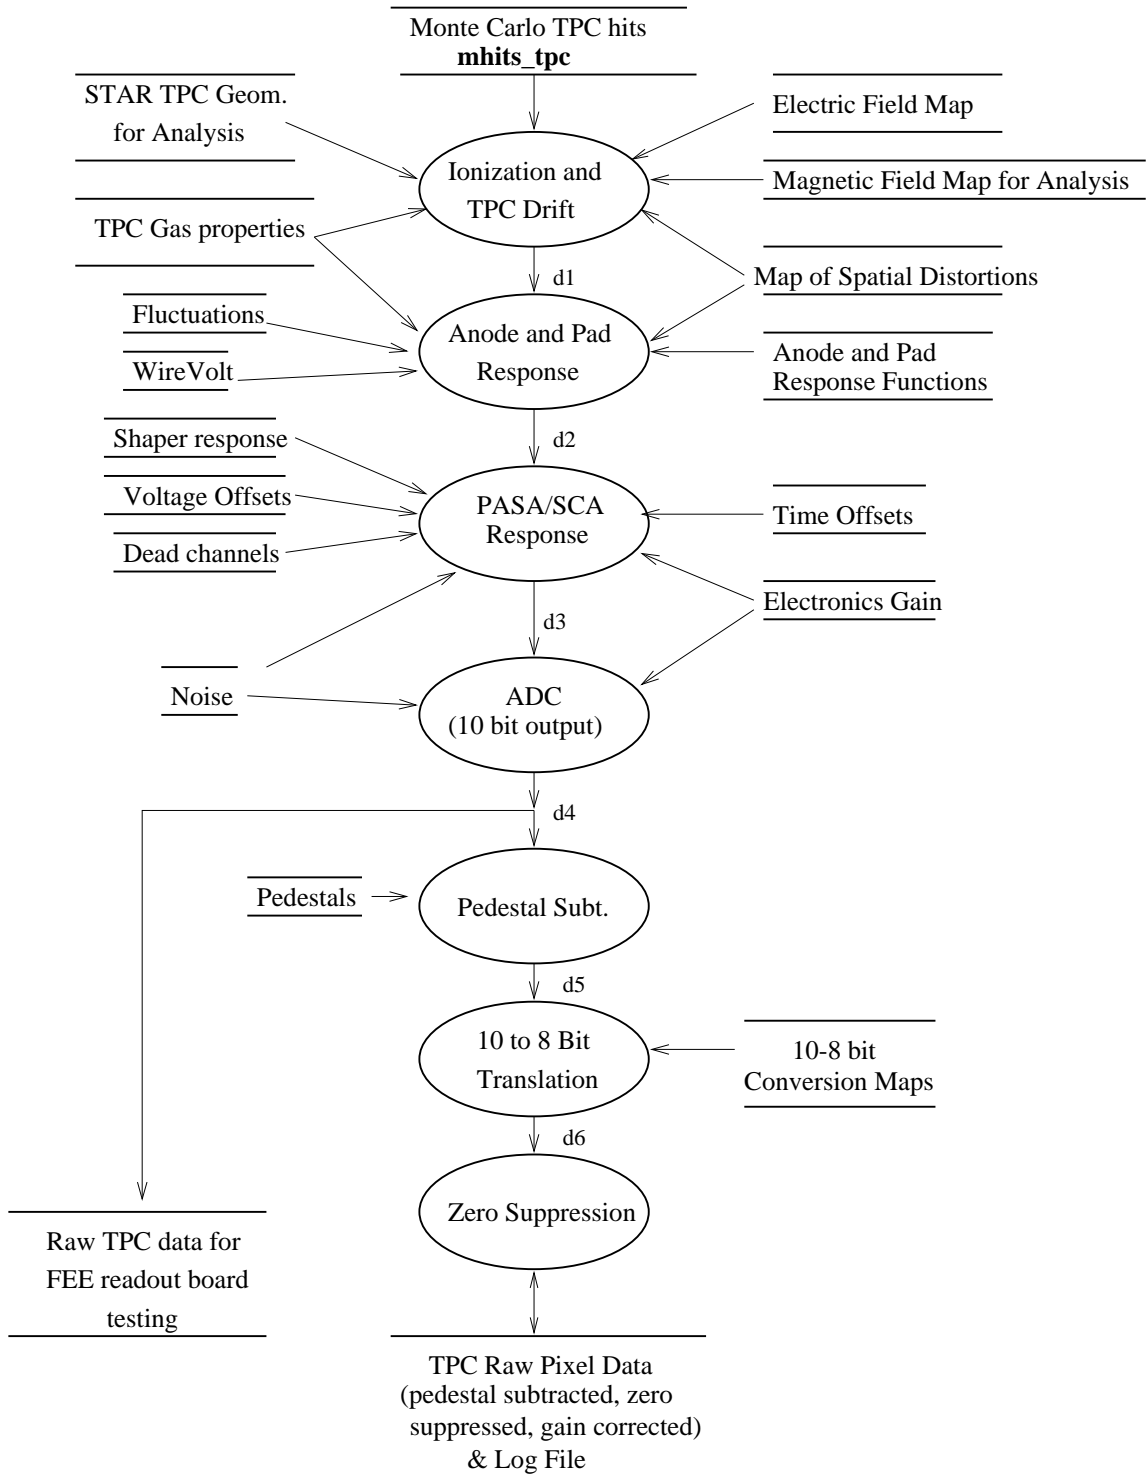 Monte Carlo TPC hits
mhits_tpc
STAR TPC Geom.
for Analysis
Electric Field Map
Ionization and
TPC Drift
Magnetic Field Map for Analysis
TPC Gas properties
d1
Map of Spatial Distortions
Fluctuations
WireVolt
Anode and Pad
Response
Anode and Pad
Response Functions
d2
Shaper response
Voltage Offsets
Dead channels
PASA/SCA
Response
Time Offsets
Electronics Gain
d3
Noise
ADC
(10 bit output)
d4
Pedestals
Pedestal Subt.
d5
10 to 8 Bit
Translation
10-8 bit
Conversion Maps
d6
Zero Suppression
Raw TPC data for
FEE readout board
testing
TPC Raw Pixel Data
(pedestal subtracted, zero
suppressed, gain corrected)
& Log File